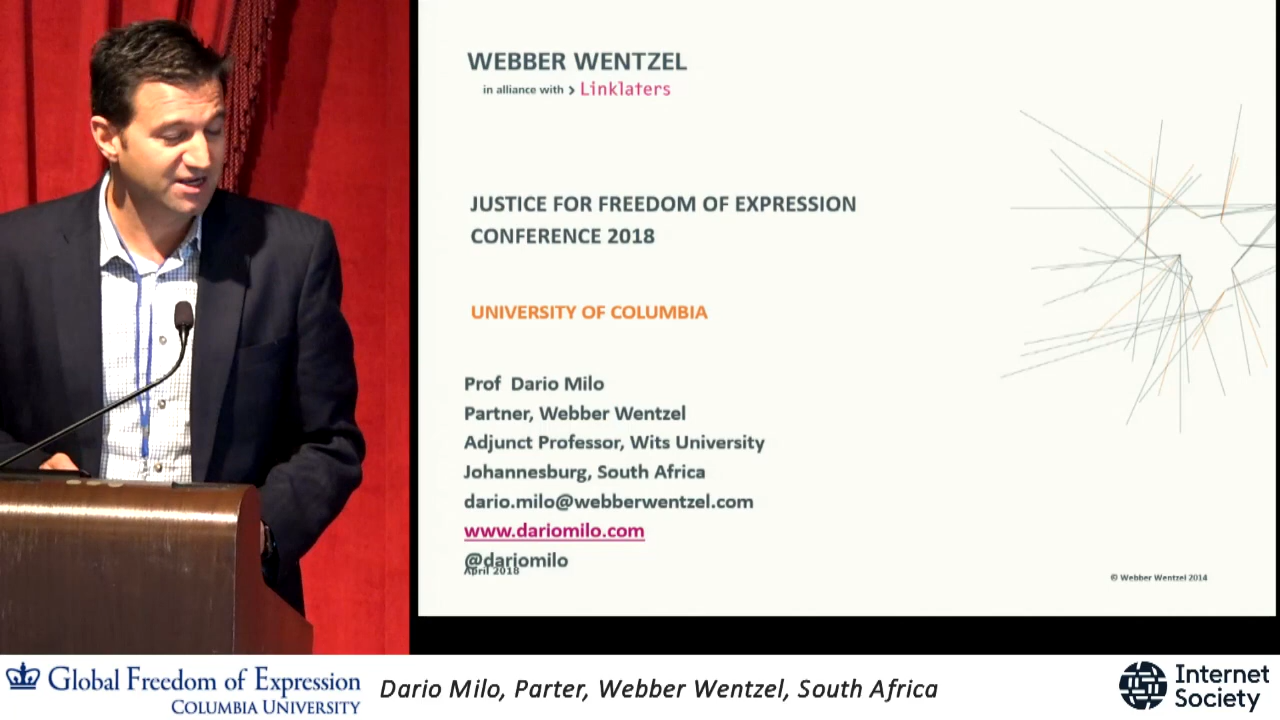 WEBBER WENTZEL
in alliance with > Linklaters
JUSTICE FOR FREEDOM OF EXPRESSION
CONFERENCE 2018
UNIVERSITY OF COLUMBIA
Prof Dario Milo
Partner, Webber Wentzel
Adjunct Professor, Wits University
Johannesburg, South Africa
dario.milo@webberwentzel.com
www.dariomilo.com
@dariomilo
April 2018
© Webber Wentzel 2014
Global Freedom of Expression
COLUMBIA UNIVERSITY
Dario Milo, Parter, Webber Wentzel, South Africa
Internet
Society